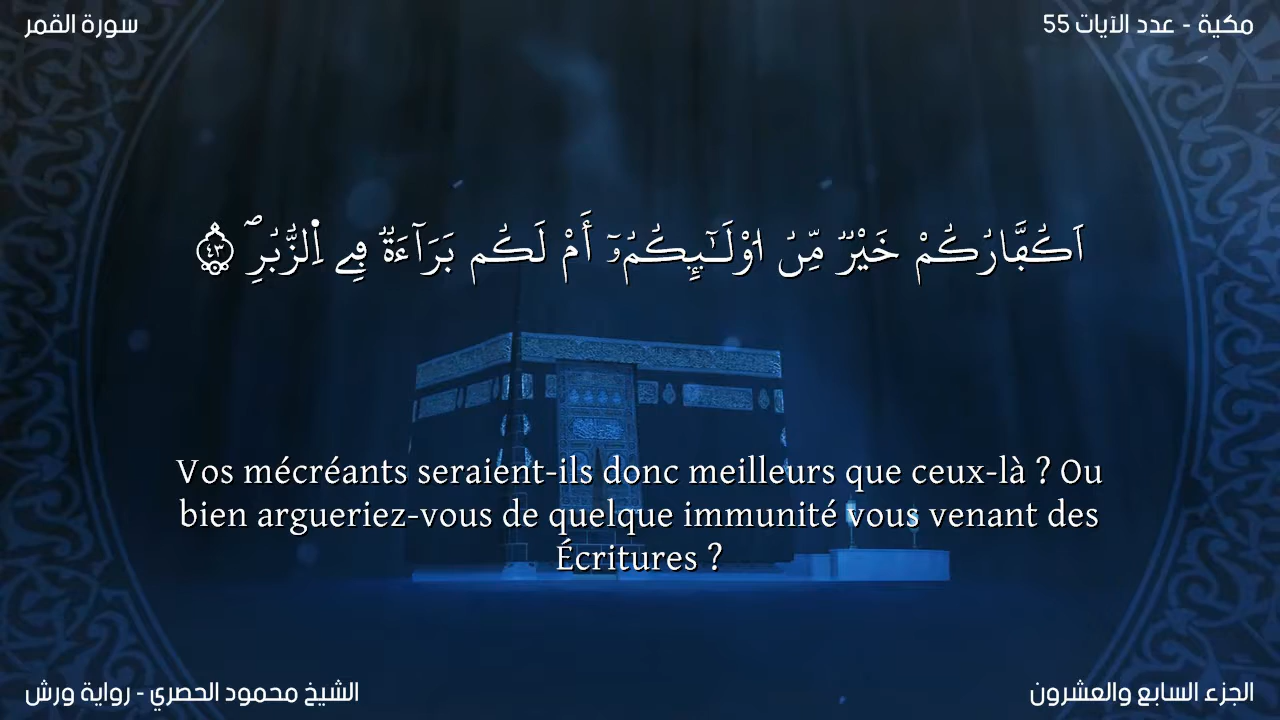 سورة القمر
مكية - عدد الآيات 55
اَكُفَّارُكُمْ خَيْرٌ مِّنُ ا۟وْلَـٰٓئِكُمُۥٓ أَمْ لَكُم بَرَآءَةٌ فِے اِ۬لزُّبُرِۖ ٤٣
Vos mécréants seraient-ils donc meilleurs que ceux-là ? Ou
bien argueriez-vous de quelque immunité vous venant des
Écritures ?
الشيخ محمود الحصري - رواية ورش
الجزء السابع والعشرون